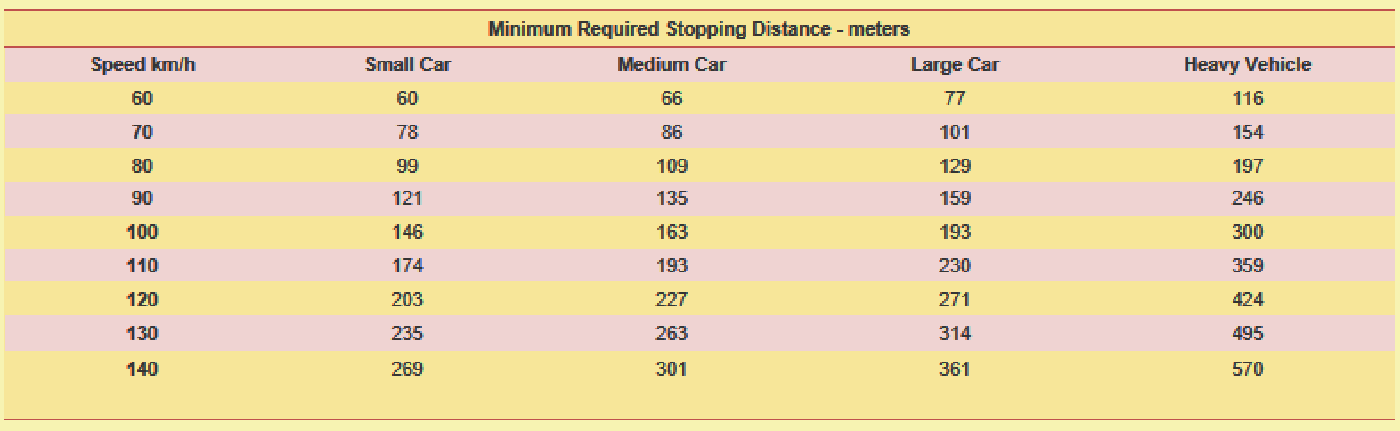 Minimum Required Stopping Distance - meters
Speed km/h Small Car Medium Car Large Car Heavy Vehicle
60 60 66 77 116
70 78 86 101 154
80 99 109 129 197
90 121 135 159 246
100 146 163 193 300
110 174 193 230 359
120 203 227 271 424
130 235 263 314 495
140 269 301 361 570